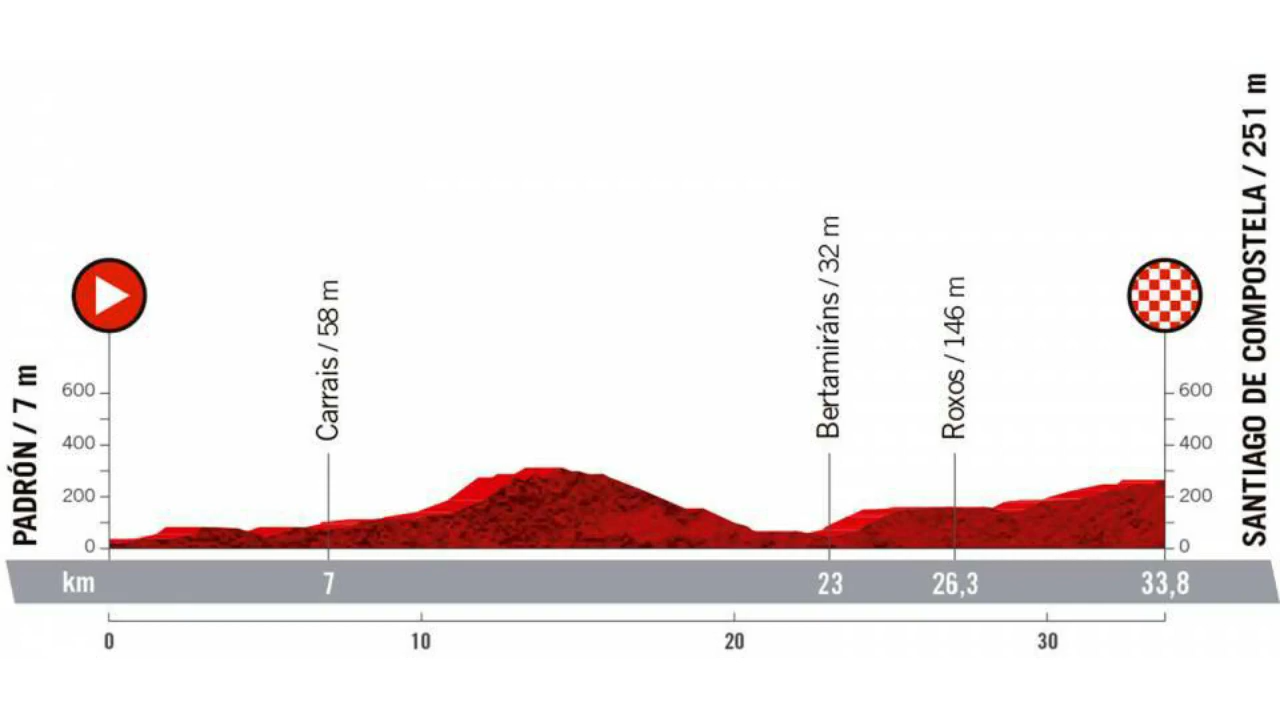 PADRÓN / 7 m
Carrais / 58 m
Bertamiráns / 32 m
Roxos / 146 m
SANTIAGO DE COMPOSTELA / 251 m
600
400
200
0
600
400
200
0
km 7 23 26,3 33,8
0 10 20 30